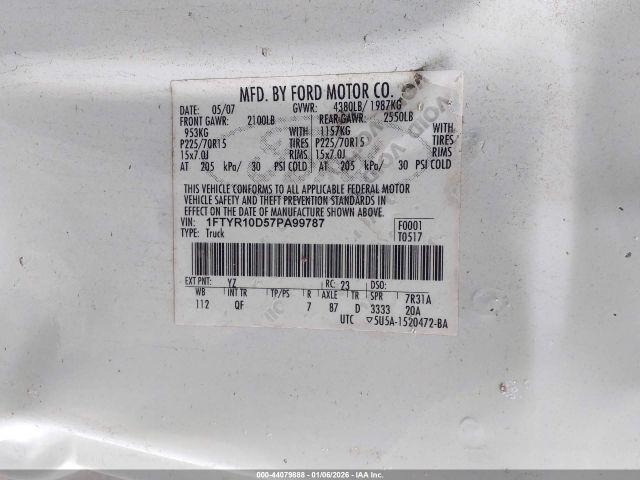 MFD. BY FORD MOTOR CO.
DATE: 05/07 GVWR: 4380LB/ 1987KG
FRONT GAWR: 2100LB REAR GAWR: 2550LB
953KG WITH 1157KG WITH
P225/70R15 TIRES P225/70R15 TIRES
15x7.0J RIMS 15x7.0J RIMS
AT 205 kPa/ 30 PSI COLD AT 205 kPa/ 30 PSI COLD
THIS VEHICLE CONFORMS TO ALL APPLICABLE FEDERAL MOTOR
VEHICLE SAFETY AND THEFT PREVENTION STANDARDS IN
EFFECT ON THE DATE OF MANUFACTURE SHOWN ABOVE.
VIN: 1FTYR10D57PA99787 F0001
TYPE: Truck T0517
EXT PNT: YZ RC: 23 DSO:
WB INT TR TP/PS R AXLE TR SPR 7R31A
112 QF 7 87 D 3333 20A
UTC ▽5U5A-1520472-BA
VOID VOID VOID
000-44079888 - 01/06/2026 - IAAI.COM